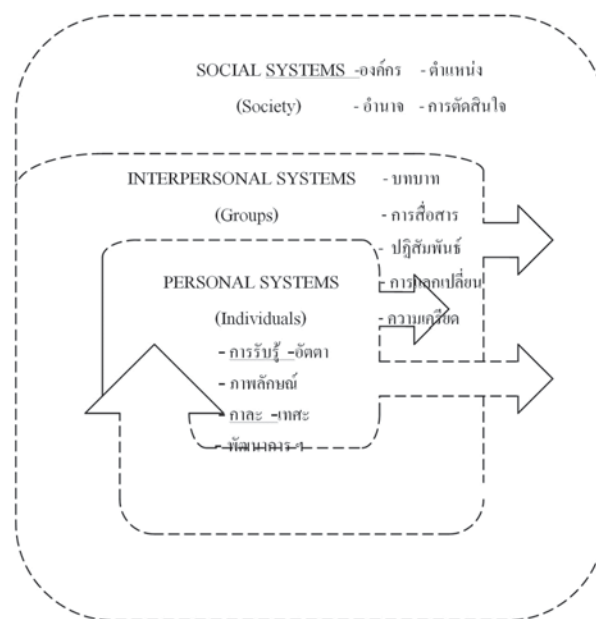 SOCIAL SYSTEMS -องค์กร - ตำแหน่ง
(Society) - อำนาจ - การตัดสินใจ
INTERPERSONAL SYSTEMS - บทบาท
(Groups) - การสื่อสาร
- ปฏิสัมพันธ์
PERSONAL SYSTEMS - การแลกเปลี่ยน
(Individuals) - ความเครียด
- การรับรู้ -อัตตา
- ภาพลักษณ์
- กาละ -เทศะ
- พัฒนาการ ฯ